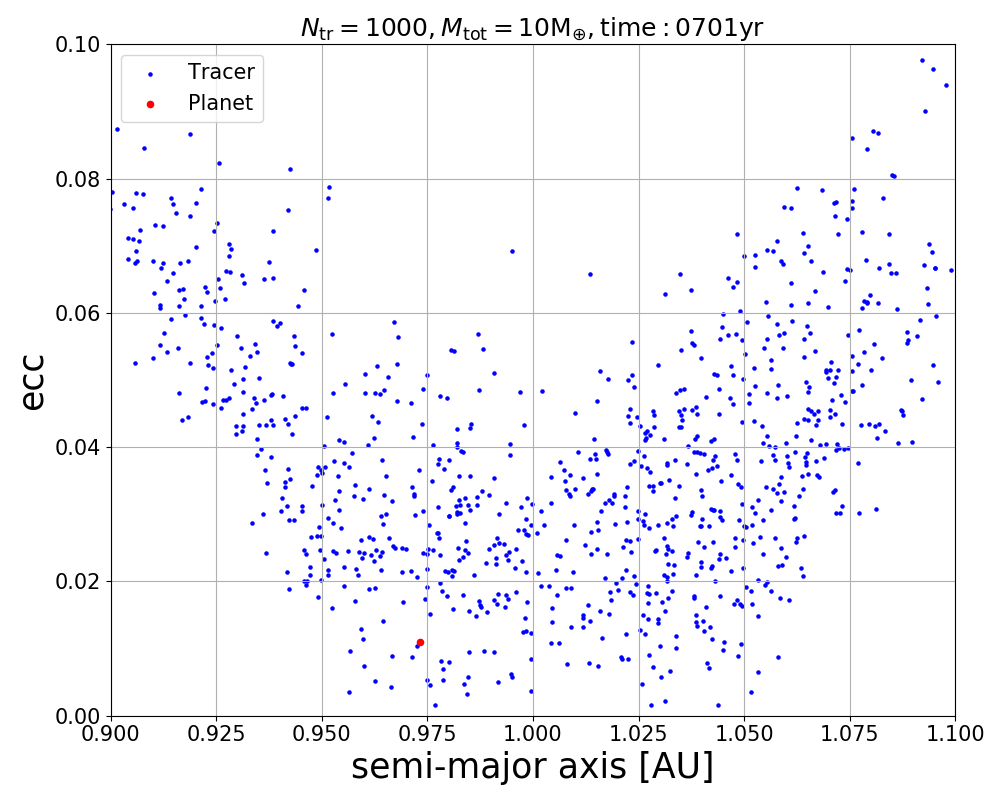 N_tr = 1000, M_tot = 10M_⊕, time : 0701yr
0.10
0.08
0.06
0.04
0.02
0.00
ecc
Tracer
Planet
0.900 0.925 0.950 0.975 1.000 1.025 1.050 1.075 1.100
semi-major axis [AU]